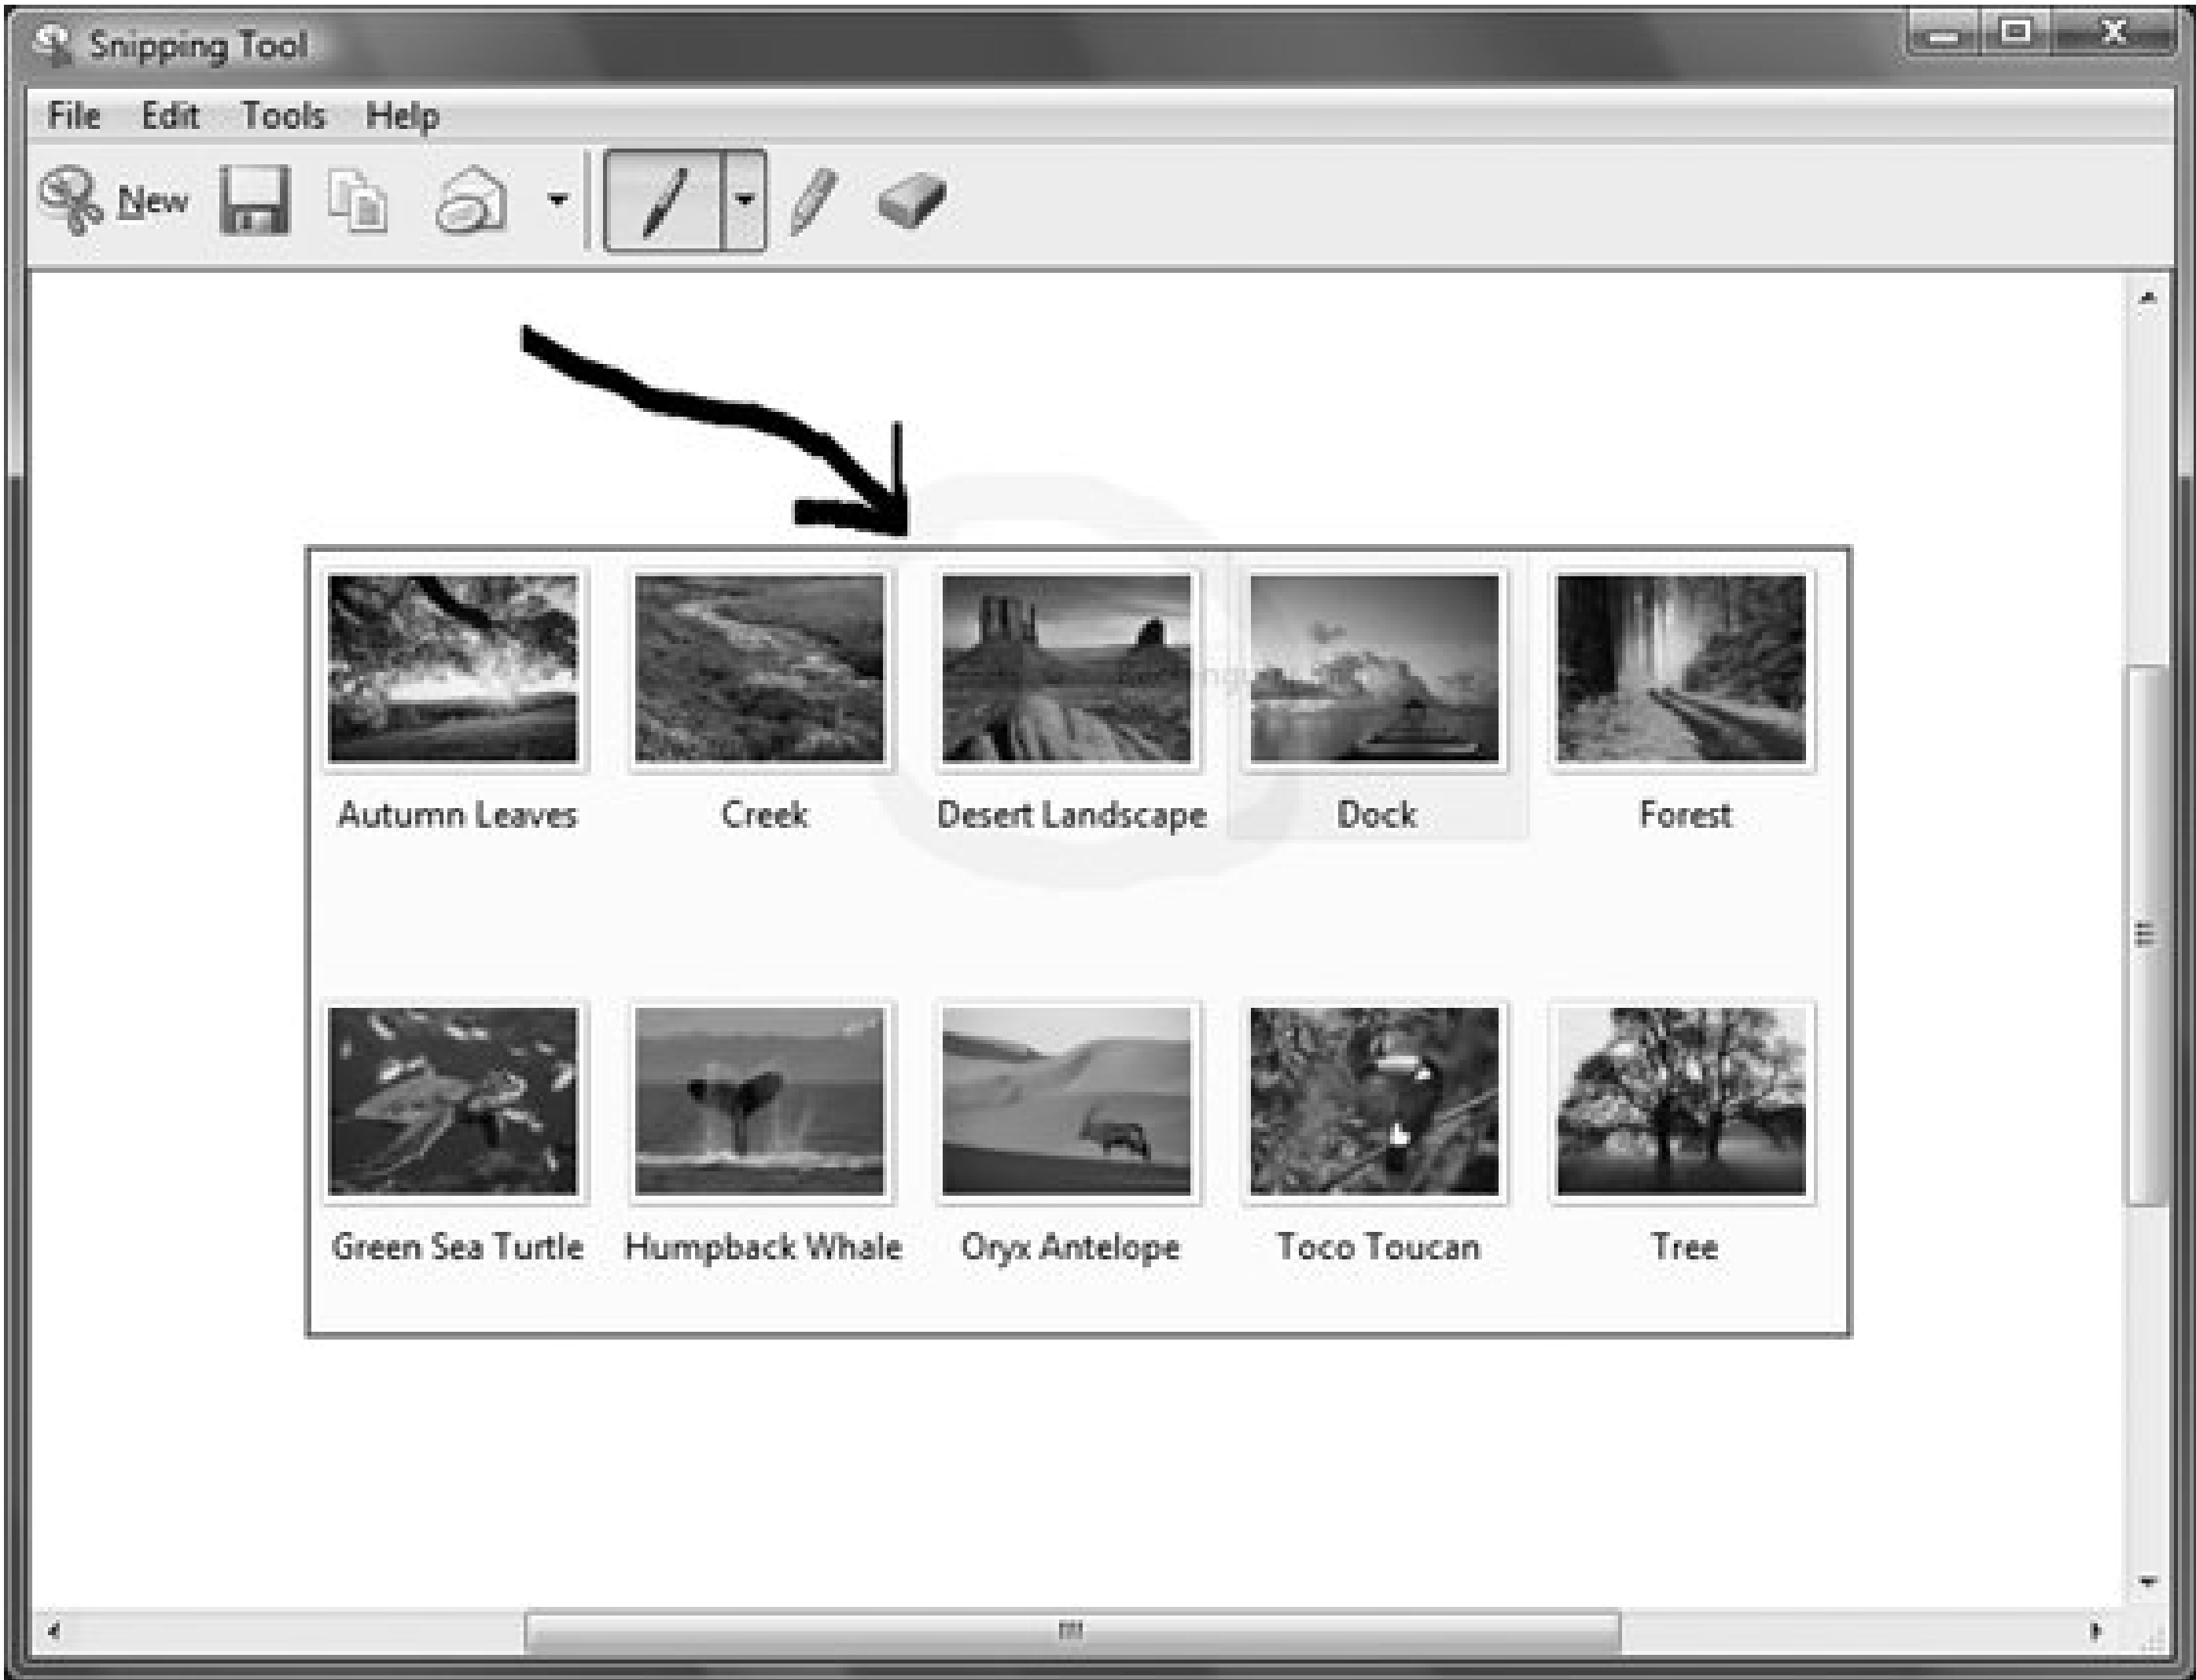 Snipping Tool
File Edit Tools Help
New
Autumn Leaves Creek Desert Landscape Dock Forest
Green Sea Turtle Humpback Whale Oryx Antelope Toco Toucan Tree